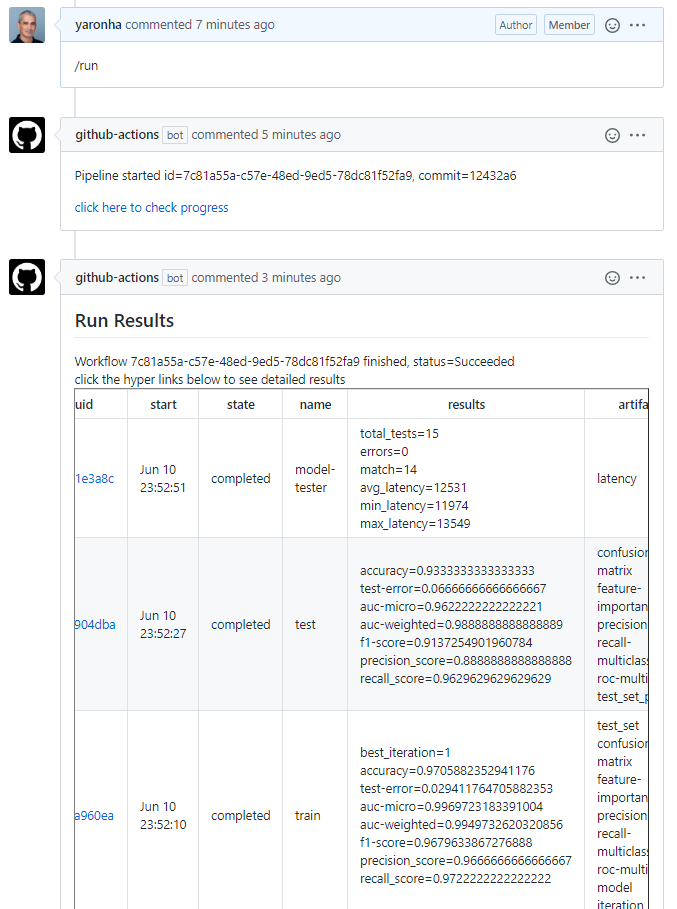 yaronha commented 7 minutes ago Author Member
/run
github-actions bot commented 5 minutes ago
Pipeline started id=7c81a55a-c57e-48ed-9ed5-78dc81f52fa9, commit=12432a6
click here to check progress
github-actions bot commented 3 minutes ago
Run Results
Workflow 7c81a55a-c57e-48ed-9ed5-78dc81f52fa9 finished, status=Succeeded
click the hyper links below to see detailed results
uid start state name results artifa
1e3a8c
Jun 10
23:52:51
completed
model-
tester
total_tests=15
errors=0
match=14
avg_latency=12531
min_latency=11974
max_latency=13549
latency
904dba
Jun 10
23:52:27
completed
test
accuracy=0.9333333333333333
test-error=0.06666666666666667
auc-micro=0.9622222222222221
auc-weighted=0.9888888888888889
f1-score=0.9137254901960784
precision_score=0.8888888888888888
recall_score=0.9629629629629629
confusion
matrix
feature-
importan
precision
recall-
multiclass
roc-multi
test_set_p
a960ea
Jun 10
23:52:10
completed
train
best_iteration=1
accuracy=0.9705882352941176
test-error=0.029411764705882353
auc-micro=0.9969723183391004
auc-weighted=0.9949732620320856
f1-score=0.9679633867276888
precision_score=0.9666666666666667
recall_score=0.9722222222222222
test_set
confusion
matrix
feature-
importan
precision
recall-
multiclass
roc-multi
model
iteration